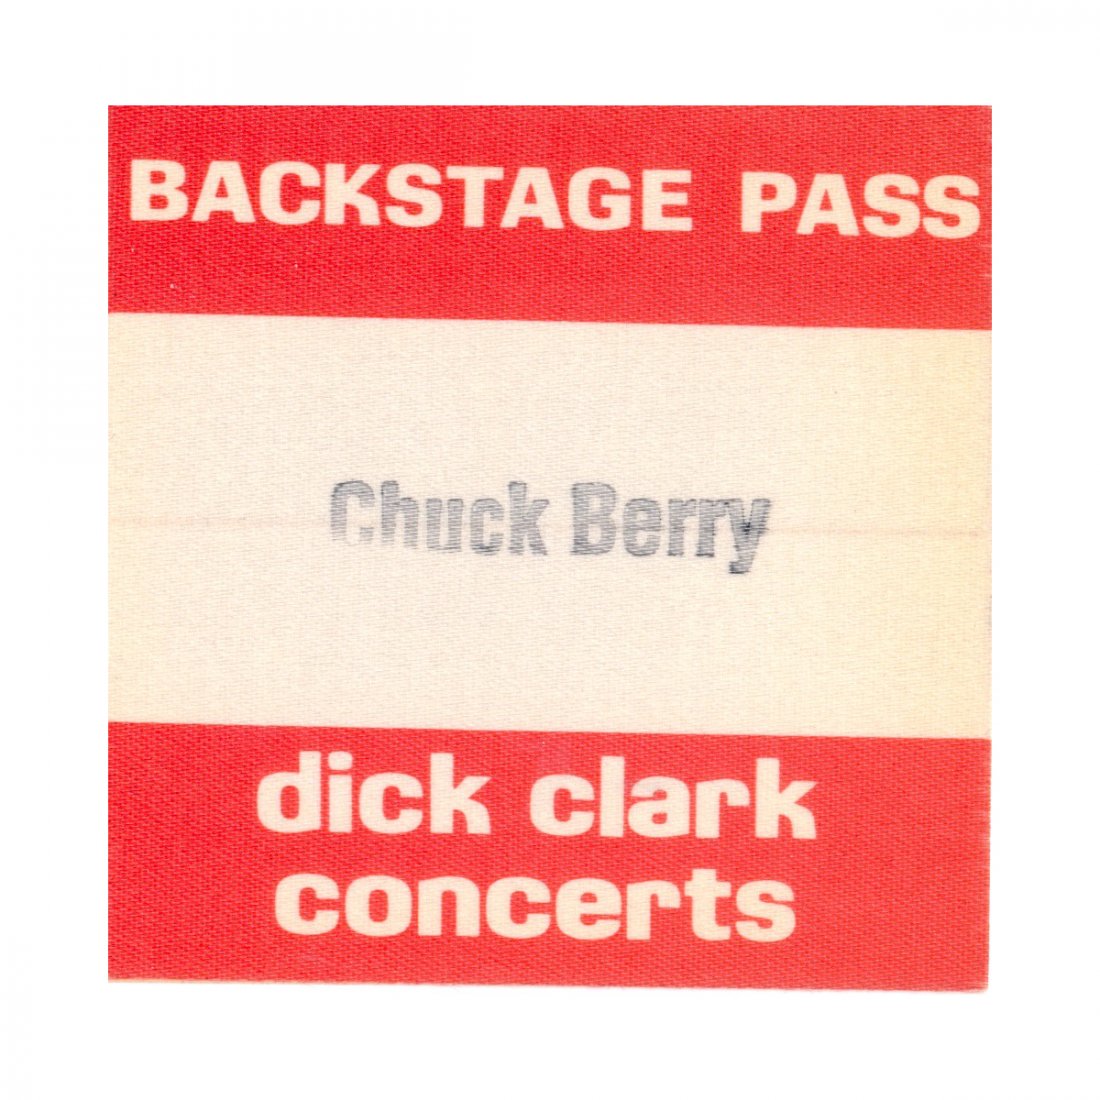 BACKSTAGE PASS
Chuck Berry
dick clark
concerts